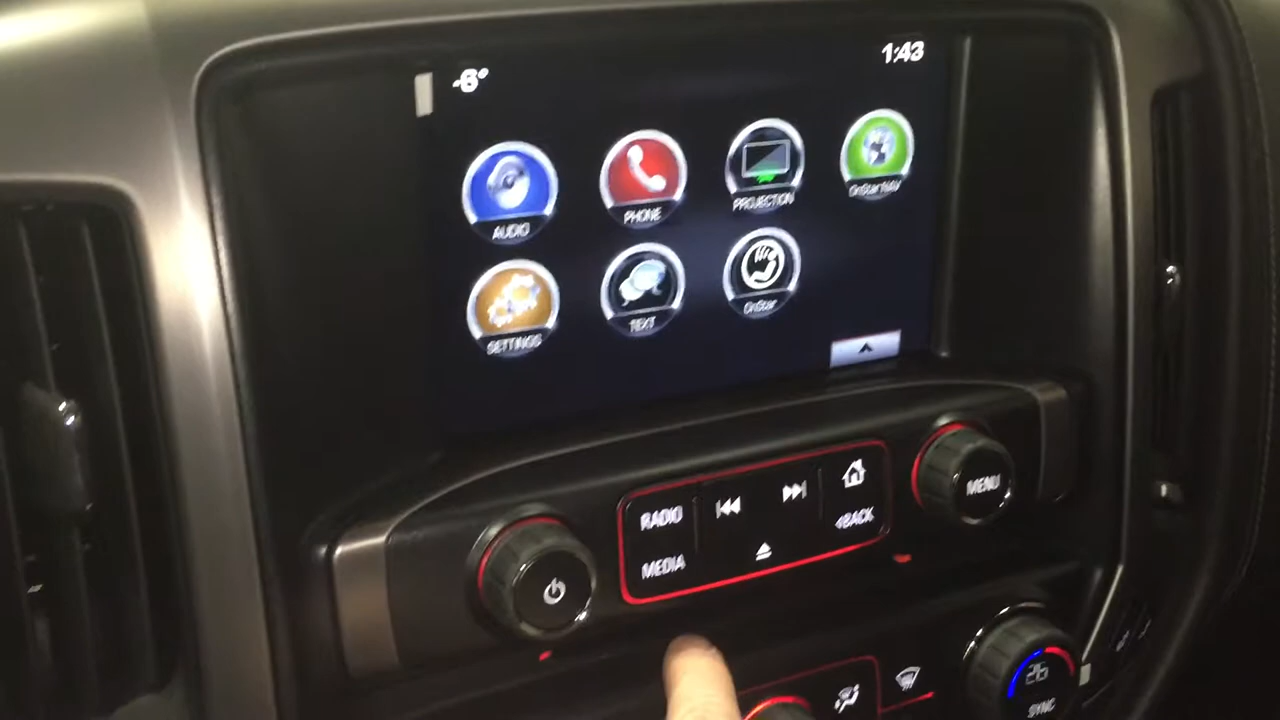 -6°
1:43
AUDIO
PHONE
PROJECTION
OnStar NAV
SETTINGS
TEXT
OnStar
RADIO
MEDIA
BACK
MENU
26
SYNC